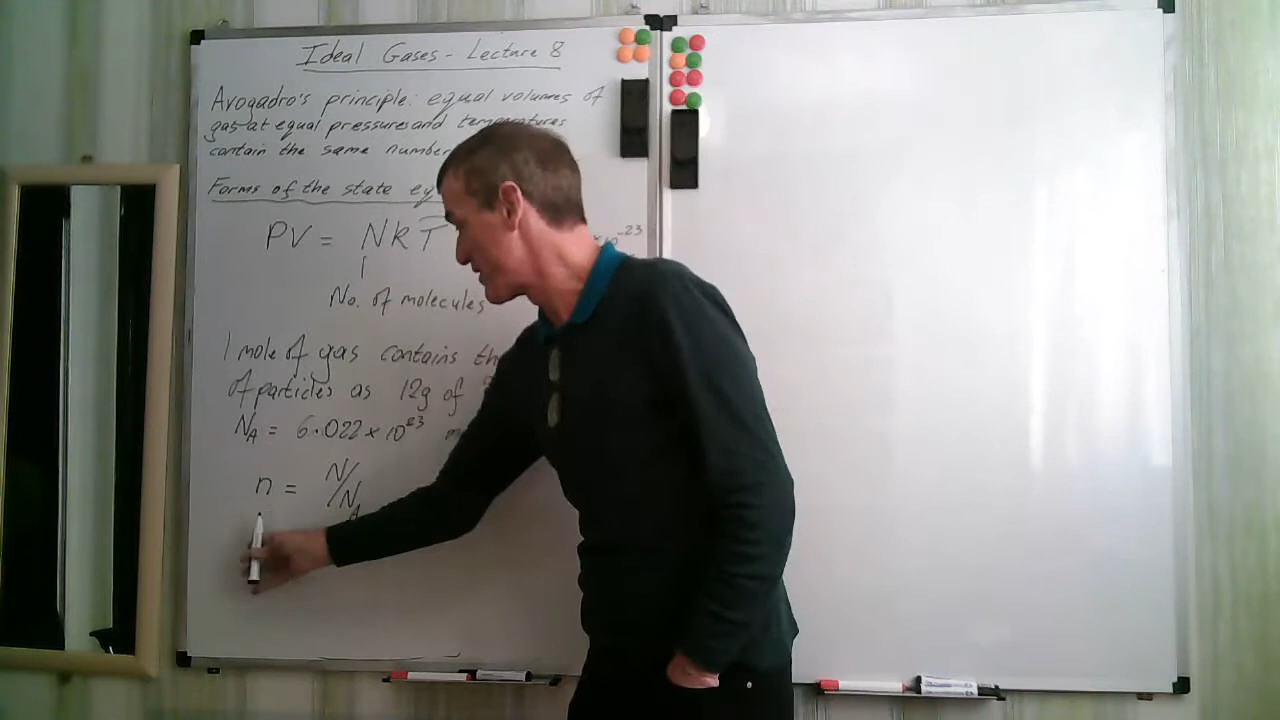 Ideal Gases - Lecture 8
Avogadro's principle: equal volumes of
gas at equal pressures and temperatures
contain the same number
Forms of the state
PV = NkT
No. of molecules
1 mole of gas contains
of particles as 12g of
N_A = 6.022 x 10^23
n = N/N_A